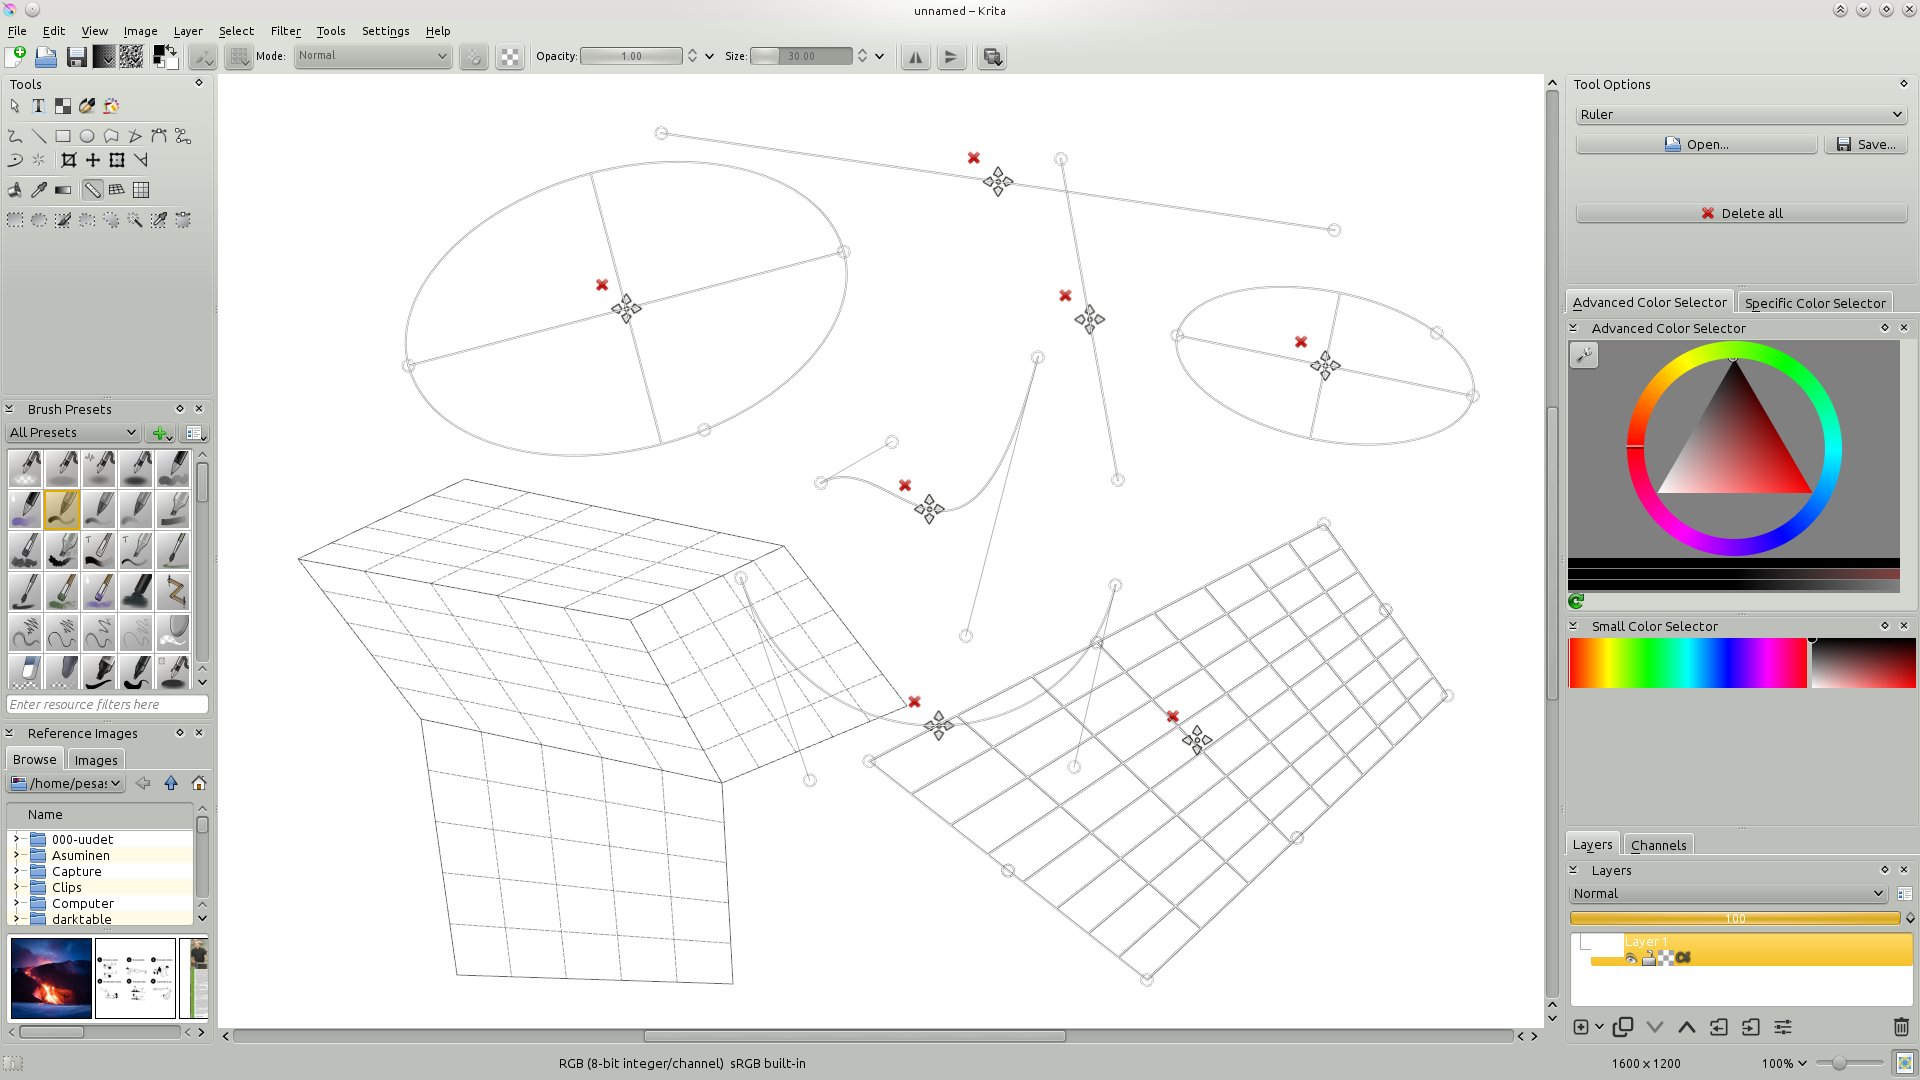 unnamed – Krita
File Edit View Image Layer Select Filter Tools Settings Help
Mode: Normal Opacity: 1.00 Size: 30.00
Tools
Brush Presets
All Presets
Enter resource filters here
Reference Images
Browse Images
/home/pesas
Name
000-uudet
Asuminen
Capture
Clips
Computer
darktable
Tool Options
Ruler
Open... Save...
Delete all
Advanced Color Selector Specific Color Selector
Advanced Color Selector
Small Color Selector
Layers Channels
Layers
Normal
100
Layer 1
RGB (8-bit integer/channel) sRGB built-in
1600 x 1200 100%